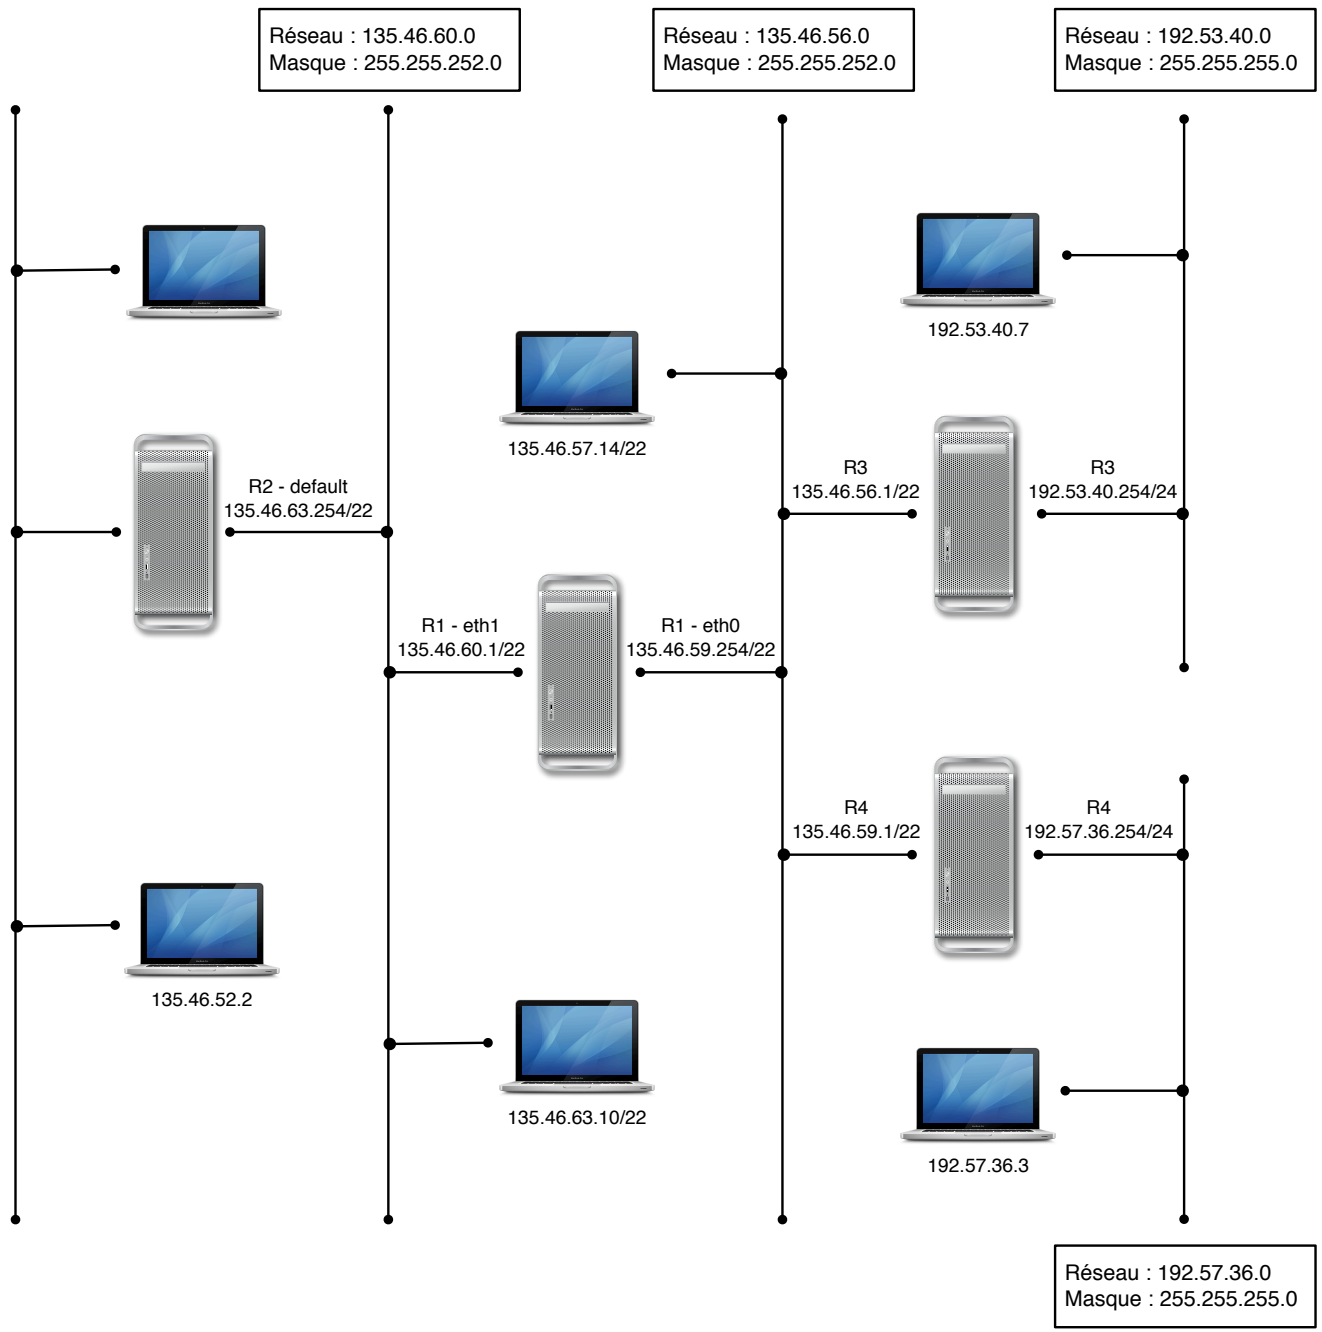 Réseau : 135.46.60.0
Masque : 255.255.252.0
Réseau : 135.46.56.0
Masque : 255.255.252.0
Réseau : 192.53.40.0
Masque : 255.255.255.0
192.53.40.7
135.46.57.14/22
R2 - default
135.46.63.254/22
R3
135.46.56.1/22
R3
192.53.40.254/24
R1 - eth1
135.46.60.1/22
R1 - eth0
135.46.59.254/22
R4
135.46.59.1/22
R4
192.57.36.254/24
135.46.52.2
135.46.63.10/22
192.57.36.3
Réseau : 192.57.36.0
Masque : 255.255.255.0